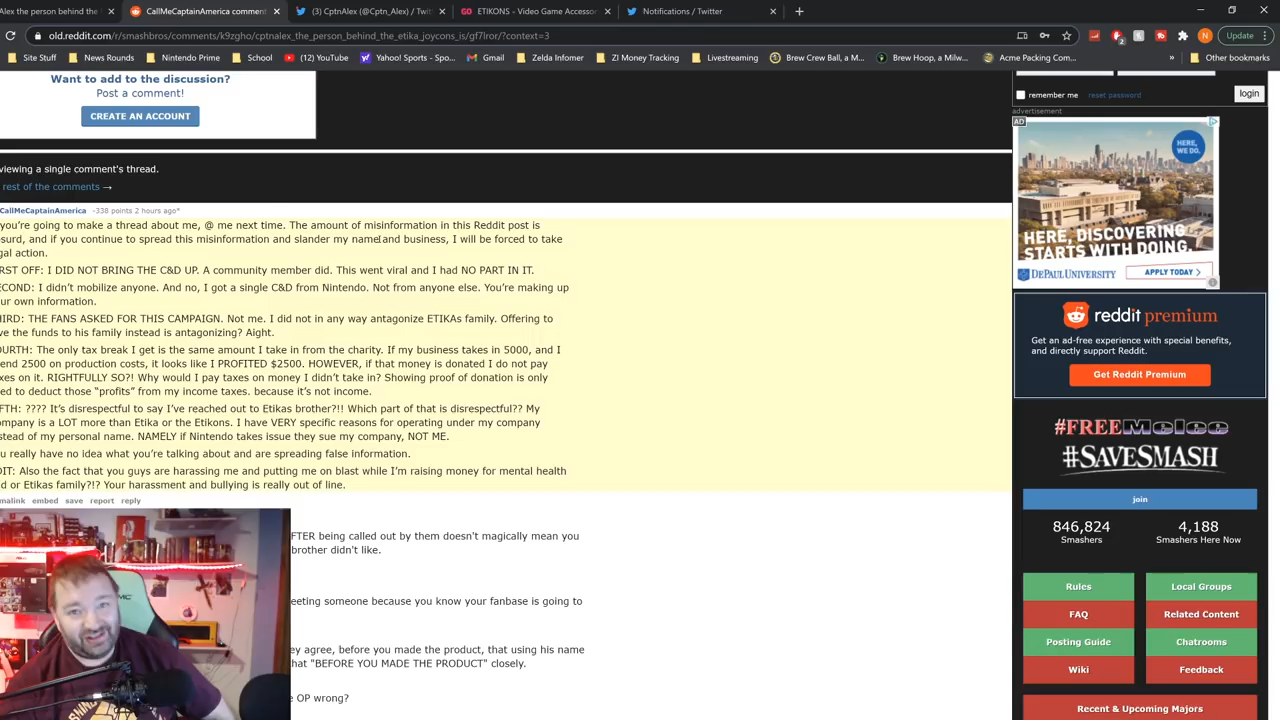 Alex the person behind the
CallMeCaptainAmerica comment
(3) CptnAlex (@Cptn_Alex) / Twit
ETIKONS - Video Game Accessor
Notifications / Twitter
old.reddit.com/r/smashbros/comments/k9zgho/cptnalex_the_person_behind_the_etika_joycons_is/gf7lror/?context=3
Update
Site Stuff
News Rounds
Nintendo Prime
School
(12) YouTube
Yahoo! Sports - Spo...
Gmail
Zelda Informer
ZI Money Tracking
Livestreaming
Brew Crew Ball, a M...
Brew Hoop, a Milw...
Acme Packing Com...
»
Other bookmarks
Want to add to the discussion?
Post a comment!
CREATE AN ACCOUNT
remember me
reset password
login
advertisement
viewing a single comment's thread.
rest of the comments →
CallMeCaptainAmerica -338 points 2 hours ago*
you're going to make a thread about me, @ me next time. The amount of misinformation in this Reddit post is
surd, and if you continue to spread this misinformation and slander my name and business, I will be forced to take
gal action.
RST OFF: I DID NOT BRING THE C&D UP. A community member did. This went viral and I had NO PART IN IT.
ECOND: I didn't mobilize anyone. And no, I got a single C&D from Nintendo. Not from anyone else. You're making up
ur own information.
HIRD: THE FANS ASKED FOR THIS CAMPAIGN. Not me. I did not in any way antagonize ETIKAs family. Offering to
ve the funds to his family instead is antagonizing? Aight.
OURTH: The only tax break I get is the same amount I take in from the charity. If my business takes in 5000, and I
end 2500 on production costs, it looks like I PROFITED $2500. HOWEVER, if that money is donated I do not pay
xes on it. RIGHTFULLY SO?! Why would I pay taxes on money I didn't take in? Showing proof of donation is only
ed to deduct those "profits" from my income taxes. because it's not income.
FTH: ???? It's disrespectful to say I've reached out to Etikas brother?!! Which part of that is disrespectful?? My
ompany is a LOT more than Etika or the Etikons. I have VERY specific reasons for operating under my company
stead of my personal name. NAMELY if Nintendo takes issue they sue my company, NOT ME.
u really have no idea what you're talking about and are spreading false information.
DIT: Also the fact that you guys are harassing me and putting me on blast while I'm raising money for mental health
d or Etikas family?!? Your harassment and bullying is really out of line.
malink embed save report reply
FTER being called out by them doesn't magically mean you
brother didn't like.
eeting someone because you know your fanbase is going to
ey agree, before you made the product, that using his name
hat "BEFORE YOU MADE THE PRODUCT" closely.
e OP wrong?
AD
HERE,
WE DO.
HERE, DISCOVERING
STARTS WITH DOING.
DEPAUL UNIVERSITY
APPLY TODAY >
reddit premium
Get an ad-free experience with special benefits,
and directly support Reddit.
Get Reddit Premium
#FREEMelee
#SAVESMASH
join
846,824
Smashers
4,188
Smashers Here Now
Rules
Local Groups
FAQ
Related Content
Posting Guide
Chatrooms
Wiki
Feedback
Recent & Upcoming Majors